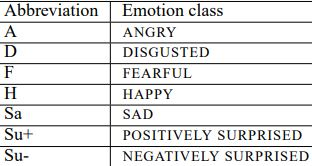 Abbreviation Emotion class
A ANGRY
D DISGUSTED
F FEARFUL
H HAPPY
Sa SAD
Su+ POSITIVELY SURPRISED
Su- NEGATIVELY SURPRISED